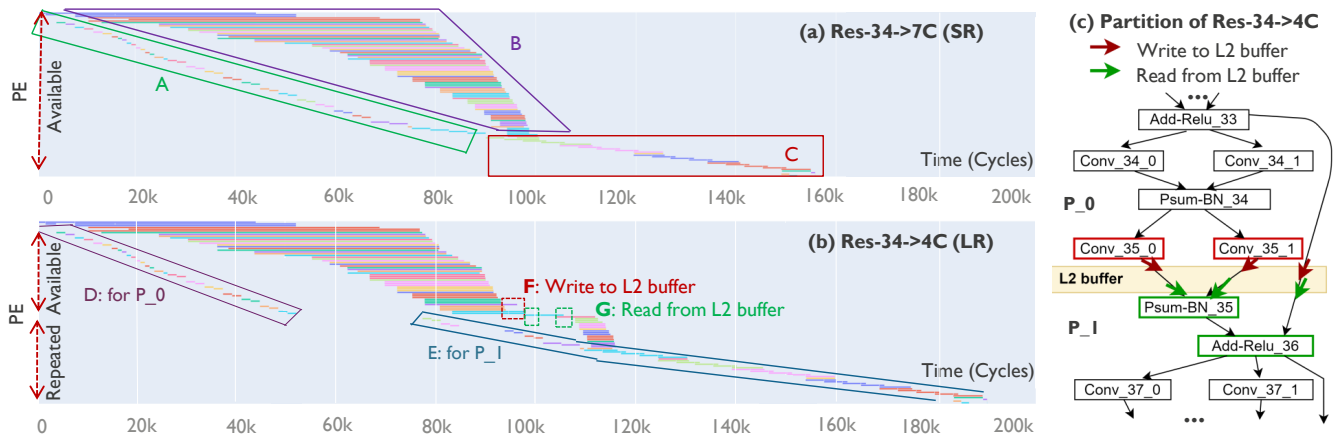 (a) Res-34->7C (SR)
A
B
C
PE
Available
Time (Cycles)
0 20k 40k 60k 80k 100k 120k 140k 160k 180k 200k
(b) Res-34->4C (LR)
PE
Available
Repeated
D: for P_0
E: for P_1
F: Write to L2 buffer
G: Read from L2 buffer
Time (Cycles)
0 20k 40k 60k 80k 100k 120k 140k 160k 180k 200k
(c) Partition of Res-34->4C
Write to L2 buffer
Read from L2 buffer
...
Add-Relu_33
Conv_34_0 Conv_34_1
P_0
Psum-BN_34
Conv_35_0 Conv_35_1
L2 buffer
Psum-BN_35
P_1
Add-Relu_36
Conv_37_0 Conv_37_1
...